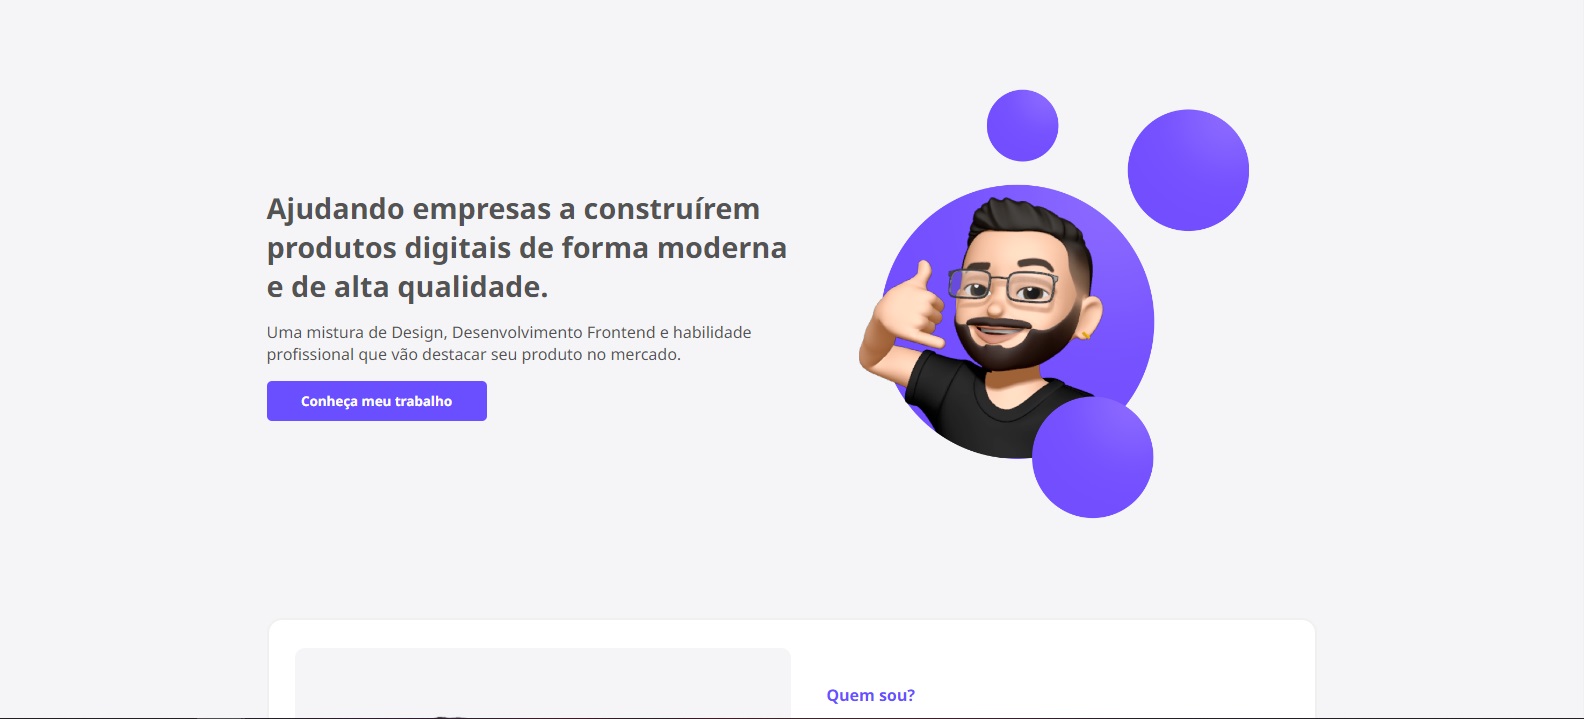 Ajudando empresas a construírem
produtos digitais de forma moderna
e de alta qualidade.
Uma mistura de Design, Desenvolvimento Frontend e habilidade
profissional que vão destacar seu produto no mercado.
Conheça meu trabalho
Quem sou?